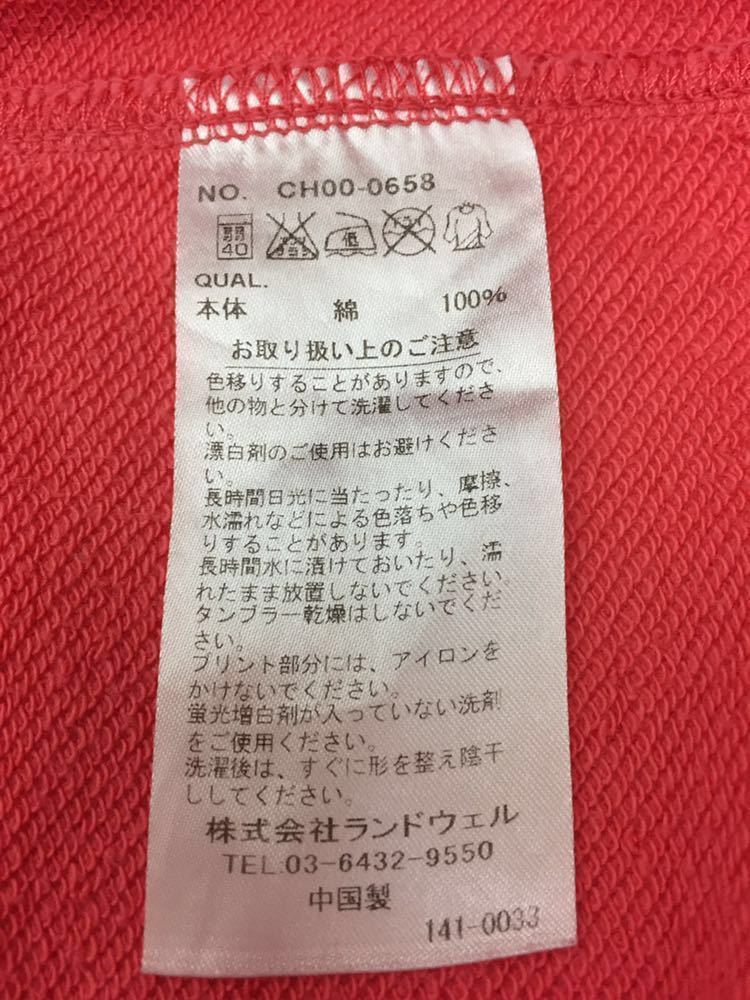 NO. CH00-0658
40 低
QUAL.
本体 綿 100%
お取り扱い上のご注意
色移りすることがありますので、
他の物と分けて洗濯してくださ
い。
漂白剤のご使用はお避けくださ
い。
長時間日光に当たったり、摩擦、
水濡れなどによる色落ちや色移
りすることがあります。
長時間水に漬けておいたり、濡
れたまま放置しないでください。
タンブラー乾燥はしないでくだ
さい。
プリント部分には、アイロンを
かけないでください。
蛍光増白剤が入っていない洗剤
をご使用ください。
洗濯後は、すぐに形を整え陰干
ししてください。
株式会社ランドウェル
TEL.03-6432-9550
中国製
141-0033